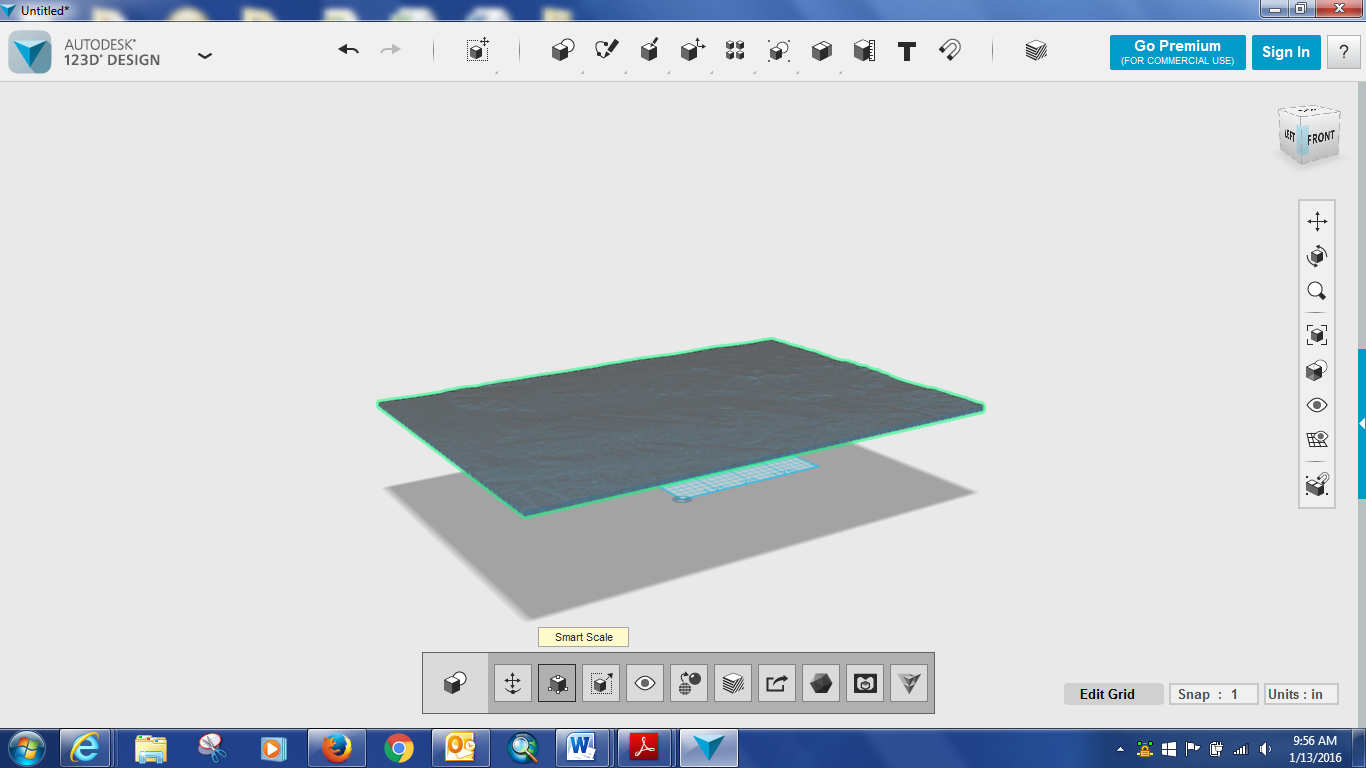 Untitled*
AUTODESK®
123D® DESIGN
Go Premium
(FOR COMMERCIAL USE)
Sign In
?
LEFT
FRONT
Smart Scale
Edit Grid
Snap : 1
Units : in
9:56 AM
1/13/2016